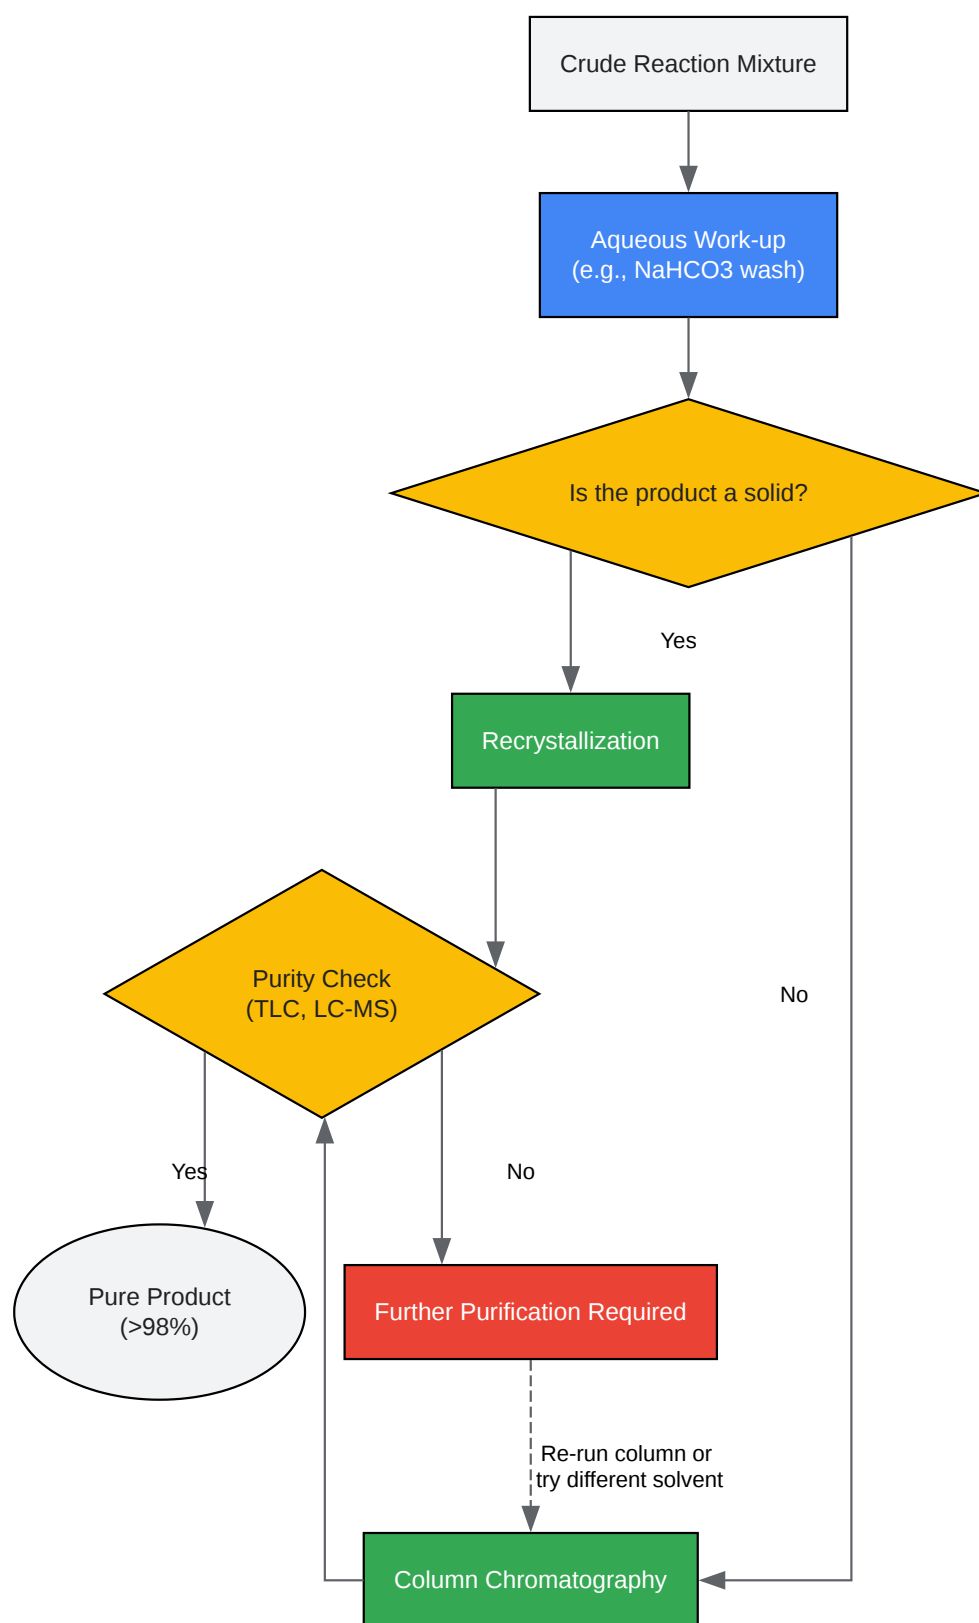 Crude Reaction Mixture
Aqueous Work-up
(e.g., NaHCO3 wash)
Is the product a solid?
Yes
Recrystallization
Purity Check
(TLC, LC-MS)
No
Yes
No
Pure Product
(>98%)
Further Purification Required
Re-run column or
try different solvent
Column Chromatography